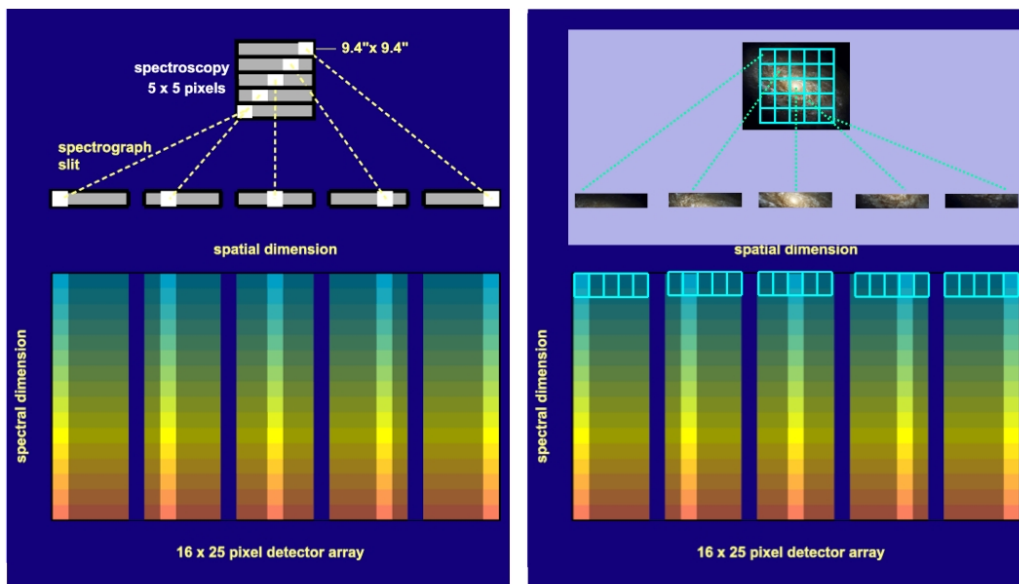 9.4"x 9.4"
spectroscopy
5 x 5 pixels
spectrograph
slit
spatial dimension
spectral dimension
16 x 25 pixel detector array
spatial dimension
spectral dimension
16 x 25 pixel detector array